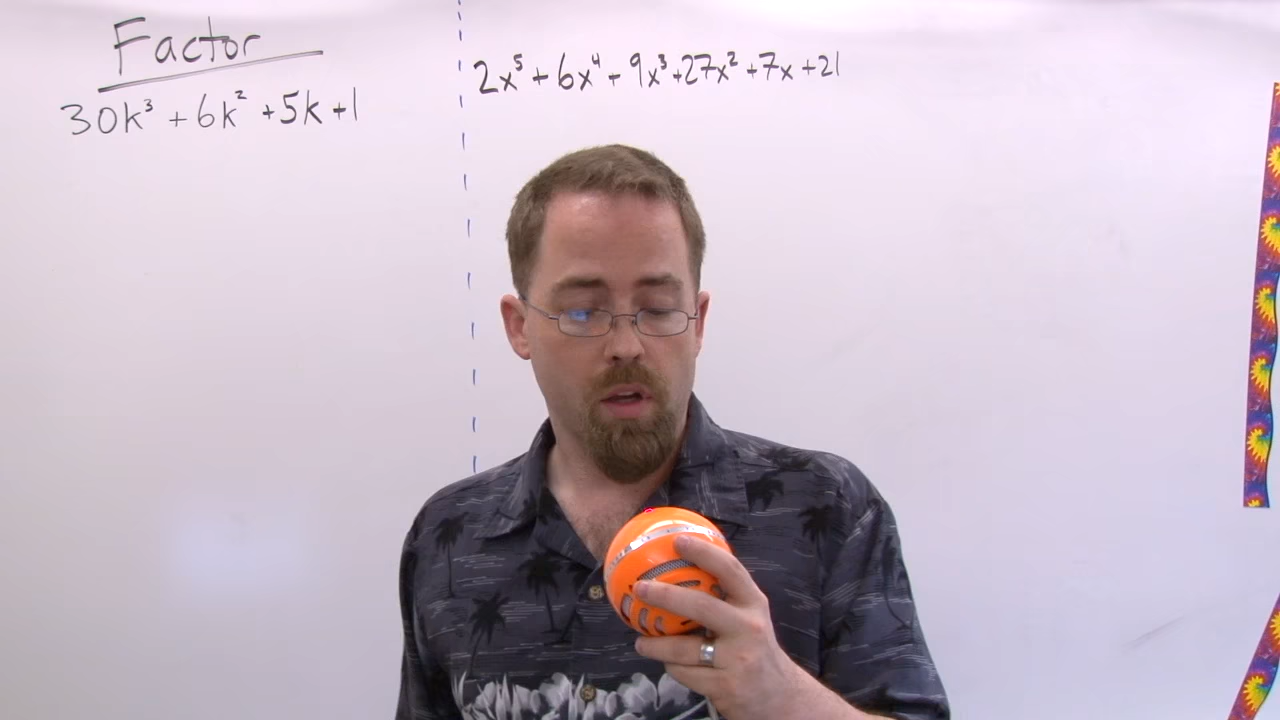 Factor
30k³ + 6k² + 5k + 1
2x⁵ + 6x⁴ + 9x³ + 27x² + 7x + 21